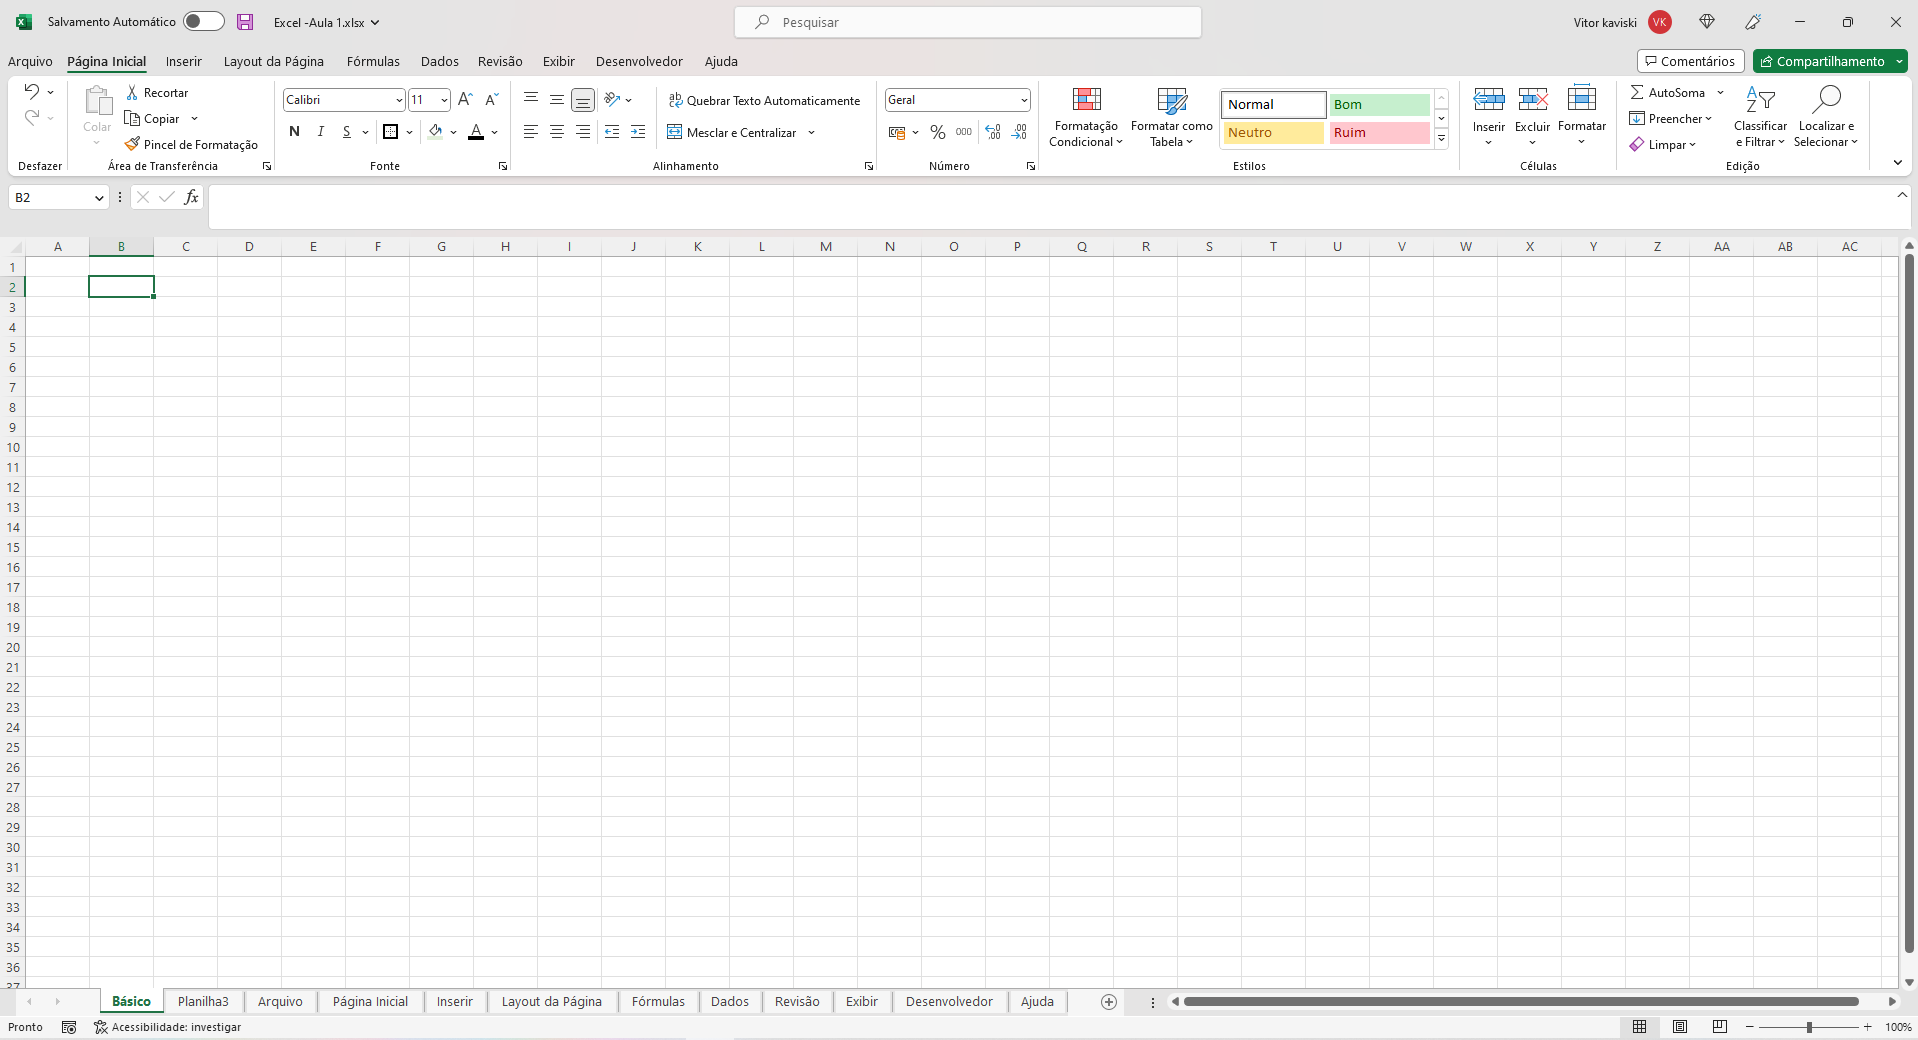 Salvamento Automático Excel -Aula 1.xlsx Pesquisar Vitor kaviski VK
Arquivo Página Inicial Inserir Layout da Página Fórmulas Dados Revisão Exibir Desenvolvedor Ajuda Comentários Compartilhamento
Colar Recortar
Copiar
Pincel de Formatação
Calibri 11
N I S A
ab Quebrar Texto Automaticamente
Mesclar e Centralizar
Geral
% 000
Formatação Condicional
Formatar como Tabela
Normal Bom
Neutro Ruim
Inserir Excluir Formatar
AutoSoma
Preencher
Limpar
Classificar e Filtrar
Localizar e Selecionar
Desfazer Área de Transferência Fonte Alinhamento Número Estilos Células Edição
B2 fx
A B C D E F G H I J K L M N O P Q R S T U V W X Y Z AA AB AC
1
2
3
4
5
6
7
8
9
10
11
12
13
14
15
16
17
18
19
20
21
22
23
24
25
26
27
28
29
30
31
32
33
34
35
36
37
Básico Planilha3 Arquivo Página Inicial Inserir Layout da Página Fórmulas Dados Revisão Exibir Desenvolvedor Ajuda
Pronto Acessibilidade: investigar 100%